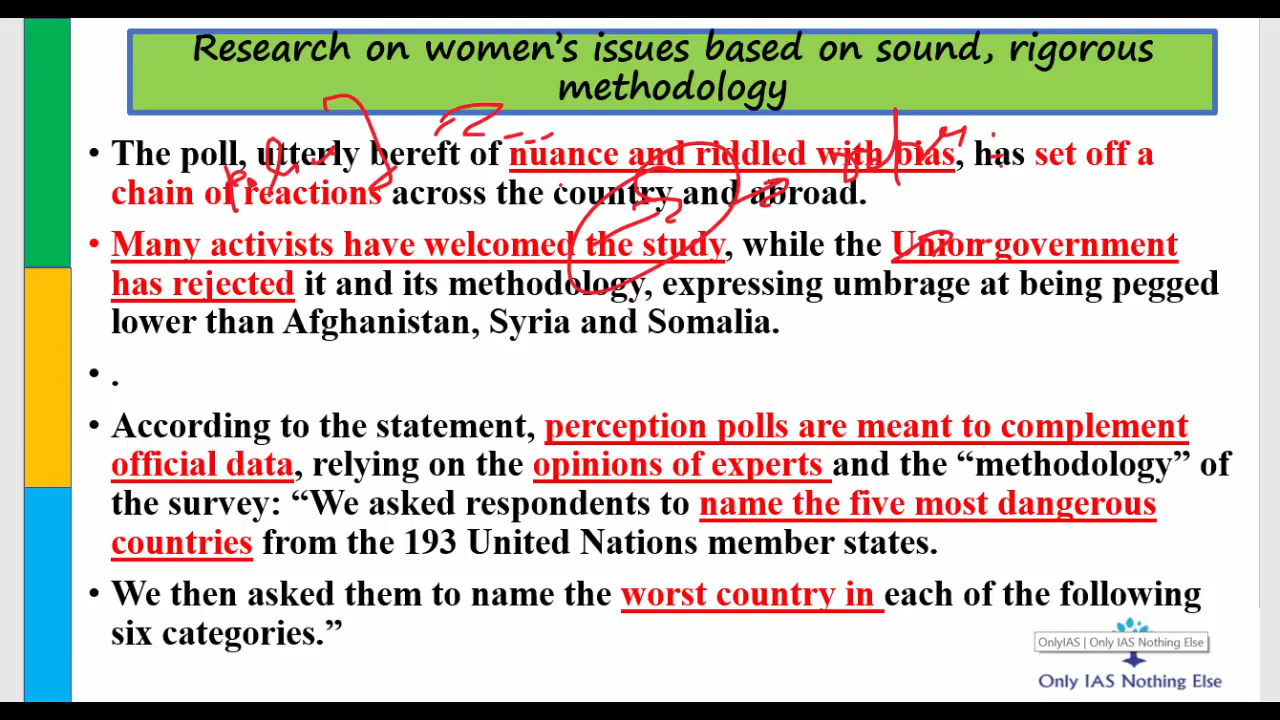 Research on women's issues based on sound, rigorous
methodology
• The poll, utterly bereft of nuance and riddled with bias, has set off a
chain of reactions across the country and abroad.
• Many activists have welcomed the study, while the Union government
has rejected it and its methodology, expressing umbrage at being pegged
lower than Afghanistan, Syria and Somalia.
• .
• According to the statement, perception polls are meant to complement
official data, relying on the opinions of experts and the “methodology” of
the survey: “We asked respondents to name the five most dangerous
countries from the 193 United Nations member states.
• We then asked them to name the worst country in each of the following
six categories.”
OnlyIAS | Only IAS Nothing Else
Only IAS Nothing Else